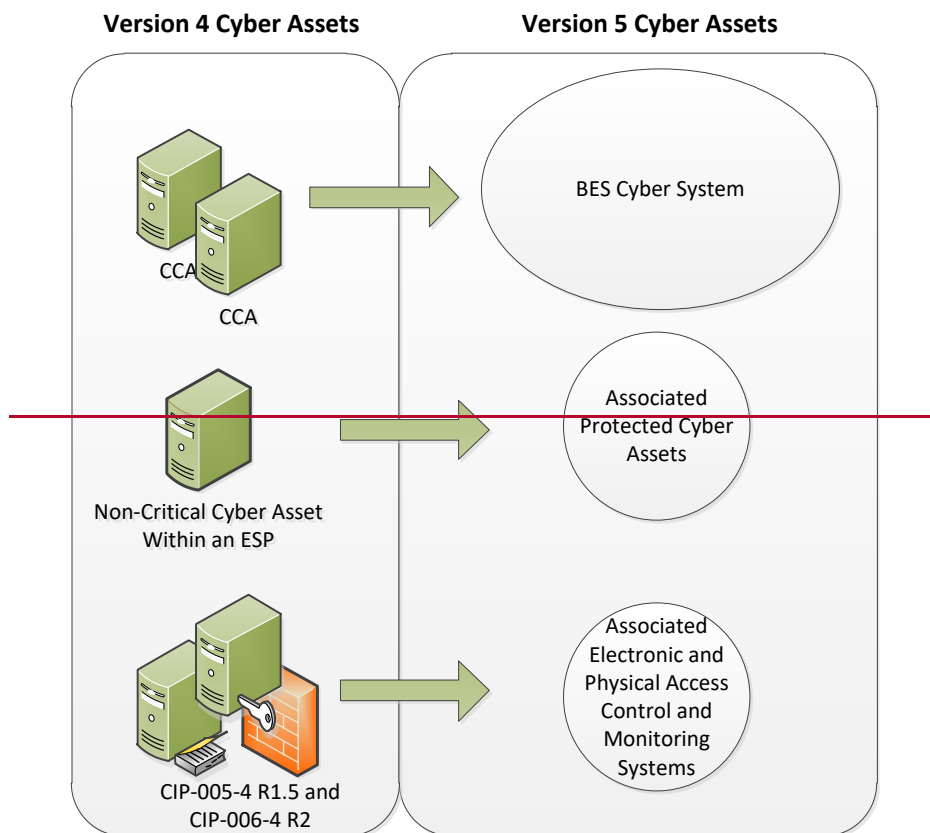 Version 4 Cyber Assets
Version 5 Cyber Assets
CCA
CCA
BES Cyber System
Non-Critical Cyber Asset
Within an ESP
Associated
Protected Cyber
Assets
CIP-005-4 R1.5 and
CIP-006-4 R2
Associated
Electronic and
Physical Access
Control and
Monitoring
Systems